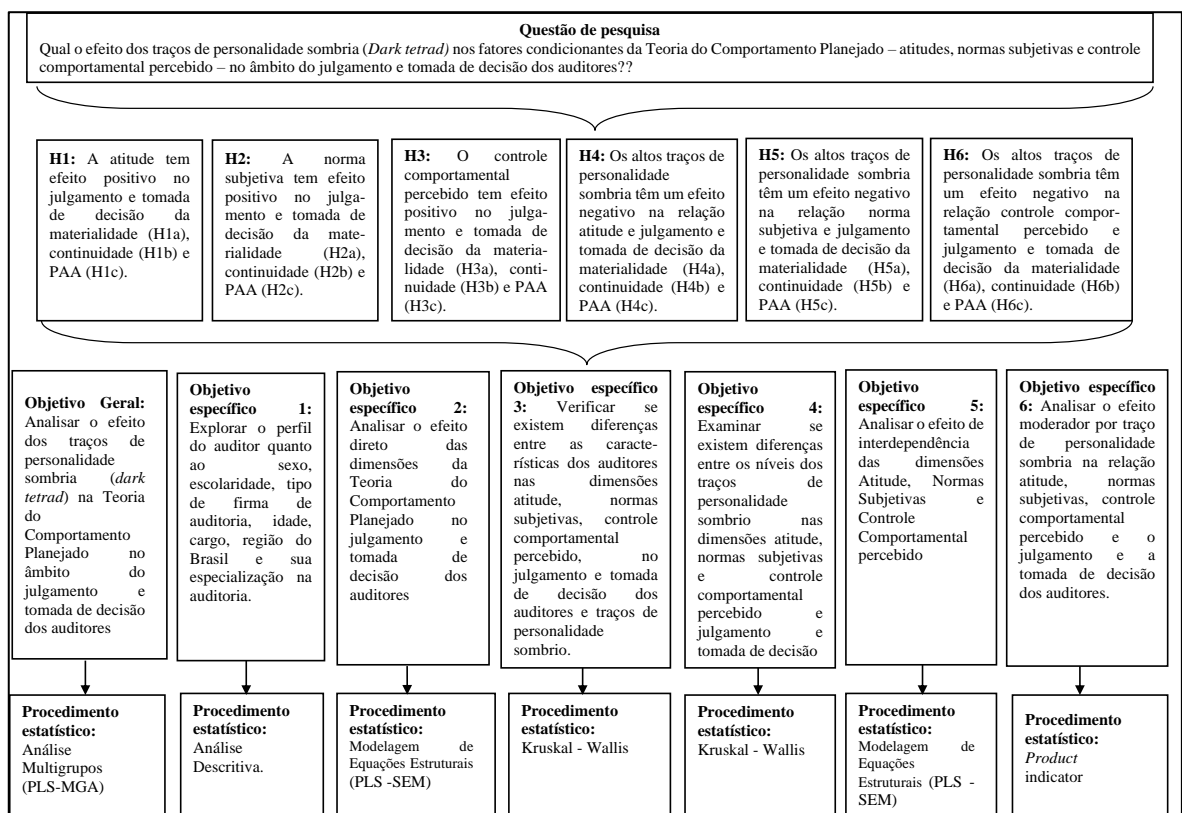 Questão de pesquisa
Qual o efeito dos traços de personalidade sombria (Dark tetrad) nos fatores condicionantes da Teoria do Comportamento Planejado – atitudes, normas subjetivas e controle
comportamental percebido – no âmbito do julgamento e tomada de decisão dos auditores??
H1: A atitude tem
efeito positivo no
julgamento e tomada
de decisão da
materialidade (H1a),
continuidade (H1b) e
PAA (H1c).
H2: A norma
subjetiva tem efeito
positivo no julga-
mento e tomada de
decisão da mate-
rialidade (H2a),
continuidade (H2b) e
PAA (H2c).
H3: O controle
comportamental
percebido tem efeito
positivo no julga-
mento e tomada de
decisão da materia-
lidade (H3a), conti-
nuidade (H3b) e PAA
(H3c).
H4: Os altos traços de
personalidade
sombria têm um efeito
negativo na relação
atitude e julgamento e
tomada de decisão da
materialidade (H4a),
continuidade (H4b) e
PAA (H4c).
H5: Os altos traços de
personalidade sombria
têm um efeito negativo
na relação norma
subjetiva e julgamento
e tomada de decisão da
materialidade (H5a),
continuidade (H5b) e
PAA (H5c).
H6: Os altos traços de
personalidade sombria têm
um efeito negativo na
relação controle compor-
tamental percebido e
julgamento e tomada de
decisão da materialidade
(H6a), continuidade (H6b)
e PAA (H6c).
Objetivo Geral:
Analisar o efeito
dos traços de
personalidade
sombria (dark
tetrad) na Teoria
do
Comportamento
Planejado no
âmbito do
julgamento e
tomada de decisão
dos auditores
Objetivo
específico 1:
Explorar o perfil
do auditor quanto
ao sexo,
escolaridade, tipo
de firma de
auditoria, idade,
cargo, região do
Brasil e sua
especialização na
auditoria.
Objetivo
específico 2:
Analisar o efeito
direto das
dimensões da
Teoria do
Comportamento
Planejado no
julgamento e
tomada de
decisão dos
auditores
Objetivo específico
3: Verificar se
existem diferenças
entre as caracte-
rísticas dos auditores
nas dimensões
atitude, normas
subjetivas, controle
comportamental
percebido, no
julgamento e tomada
de decisão dos
auditores e traços de
personalidade
sombrio.
Objetivo
específico 4:
Examinar se
existem diferenças
entre os níveis dos
traços de
personalidade
sombrio nas
dimensões atitude,
normas subjetivas
e controle
comportamental
percebido e
julgamento e
tomada de decisão
Objetivo
específico 5:
Analisar o efeito de
interdependência
das dimensões
Atitude, Normas
Subjetivas e
Controle
Comportamental
percebido
Objetivo específico
6: Analisar o efeito
moderador por traço
de personalidade
sombria na relação
atitude, normas
subjetivas, controle
comportamental
percebido e o
julgamento e a
tomada de decisão
dos auditores.
Procedimento
estatístico:
Análise
Multigrupos
(PLS-MGA)
Procedimento
estatístico:
Análise
Descritiva.
Procedimento
estatístico:
Modelagem de
Equações Estruturais
(PLS -SEM)
Procedimento
estatístico:
Kruskal - Wallis
Procedimento
estatístico:
Kruskal - Wallis
Procedimento
estatístico:
Modelagem de
Equações
Estruturais (PLS -
SEM)
Procedimento
estatístico:
Product
indicator